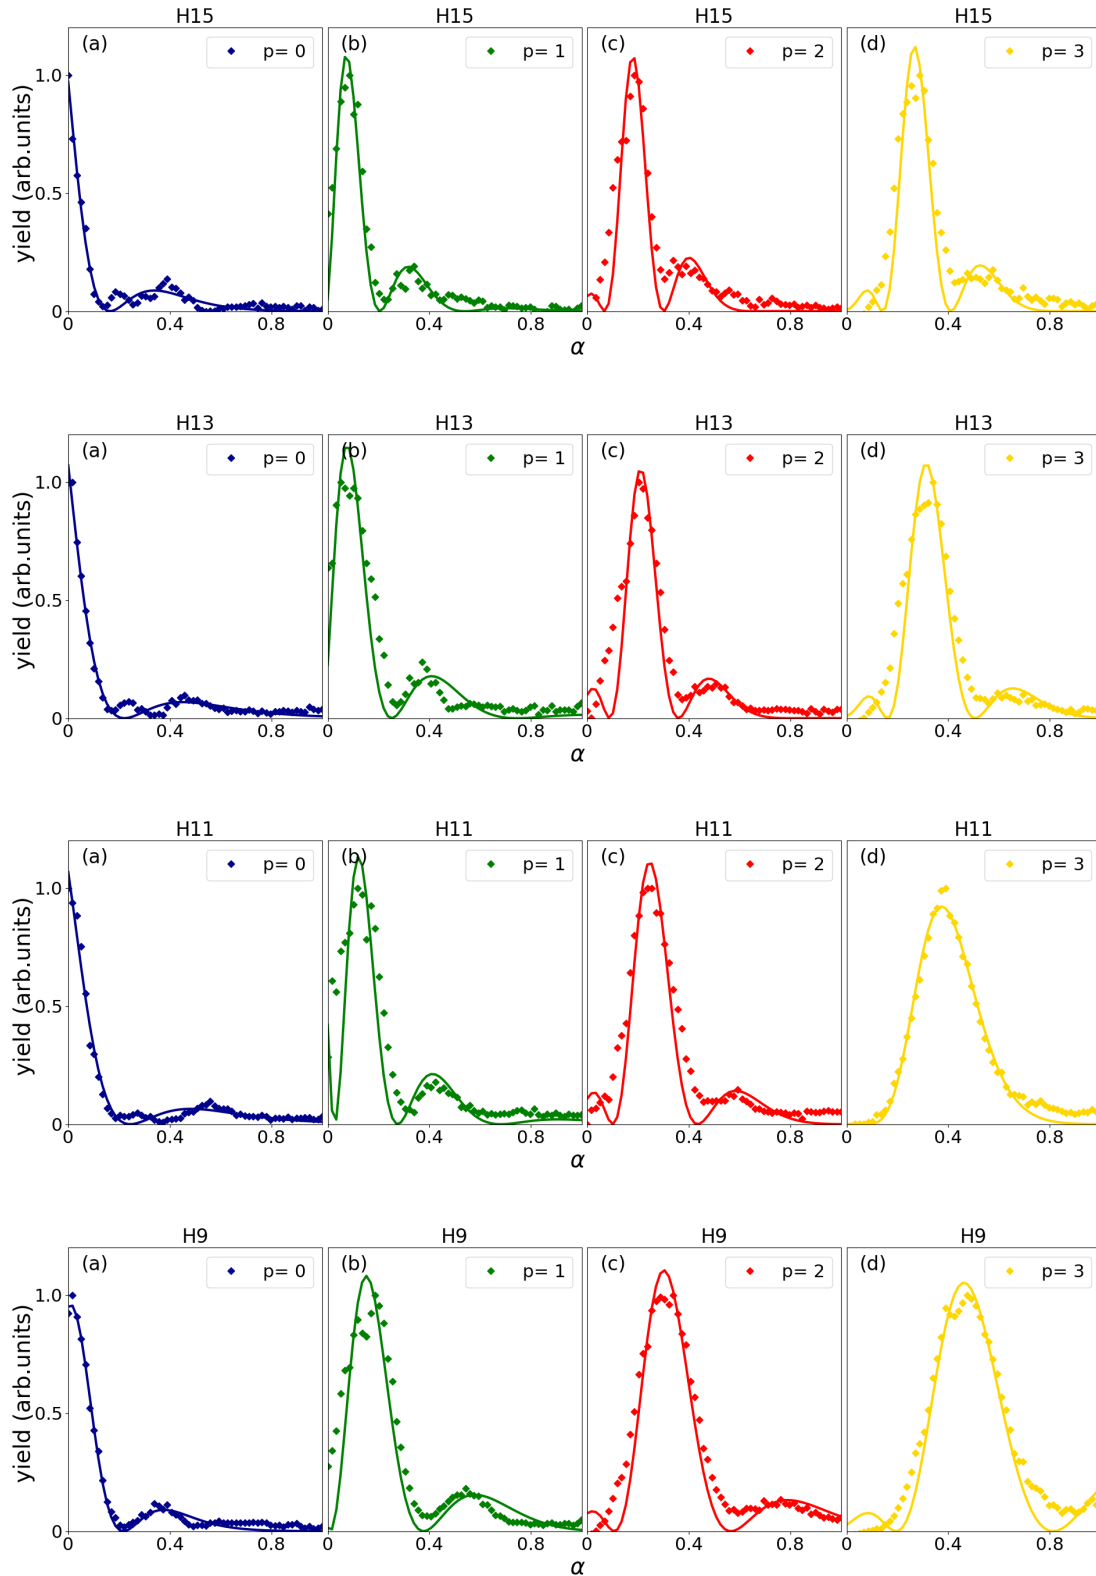 H15 H15 H15 H15
(a) p= 0 (b) p= 1 (c) p= 2 (d) p= 3
1.0
0.5
0
yield (arb.units)
0 0.4 0.8 0 0.4 0.8 0 0.4 0.8 0 0.4 0.8
α
H13 H13 H13 H13
(a) p= 0 (b) p= 1 (c) p= 2 (d) p= 3
1.0
0.5
0
yield (arb.units)
0 0.4 0.8 0 0.4 0.8 0 0.4 0.8 0 0.4 0.8
α
H11 H11 H11 H11
(a) p= 0 (b) p= 1 (c) p= 2 (d) p= 3
1.0
0.5
0
yield (arb.units)
0 0.4 0.8 0 0.4 0.8 0 0.4 0.8 0 0.4 0.8
α
H9 H9 H9 H9
(a) p= 0 (b) p= 1 (c) p= 2 (d) p= 3
1.0
0.5
0
yield (arb.units)
0 0.4 0.8 0 0.4 0.8 0 0.4 0.8 0 0.4 0.8
α